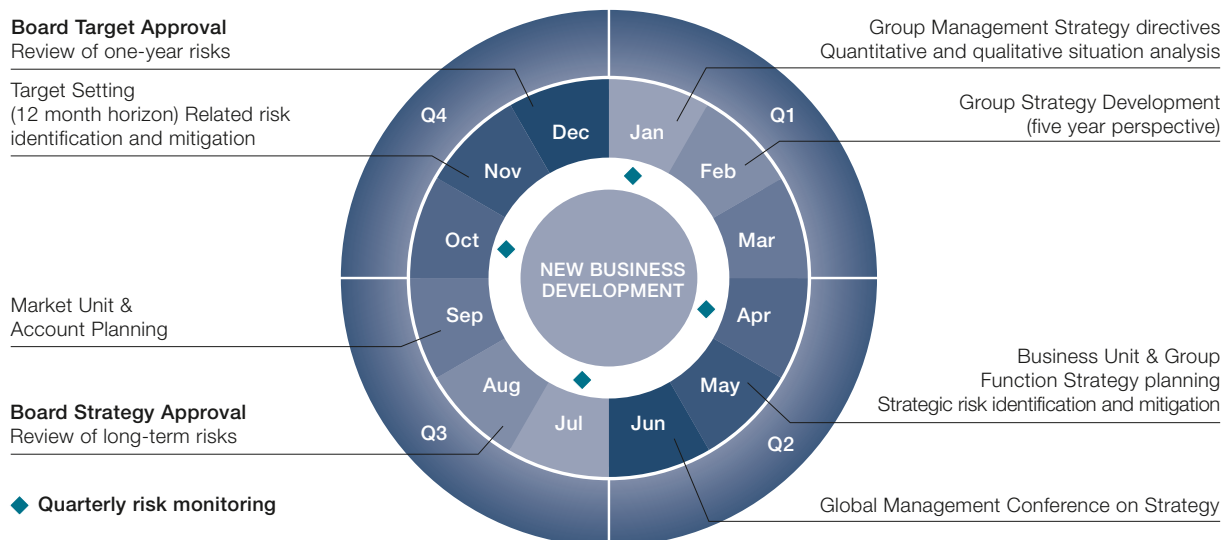 Board Target Approval
Review of one-year risks
Target Setting
(12 month horizon) Related risk
identification and mitigation
Market Unit &
Account Planning
Board Strategy Approval
Review of long-term risks
Quarterly risk monitoring
Q4
Q1
Q3
Q2
Dec
Jan
Nov
Feb
Oct
Mar
Sep
Apr
Aug
May
Jul
Jun
NEW BUSINESS
DEVELOPMENT
Group Management Strategy directives
Quantitative and qualitative situation analysis
Group Strategy Development
(five year perspective)
Business Unit & Group
Function Strategy planning
Strategic risk identification and mitigation
Global Management Conference on Strategy